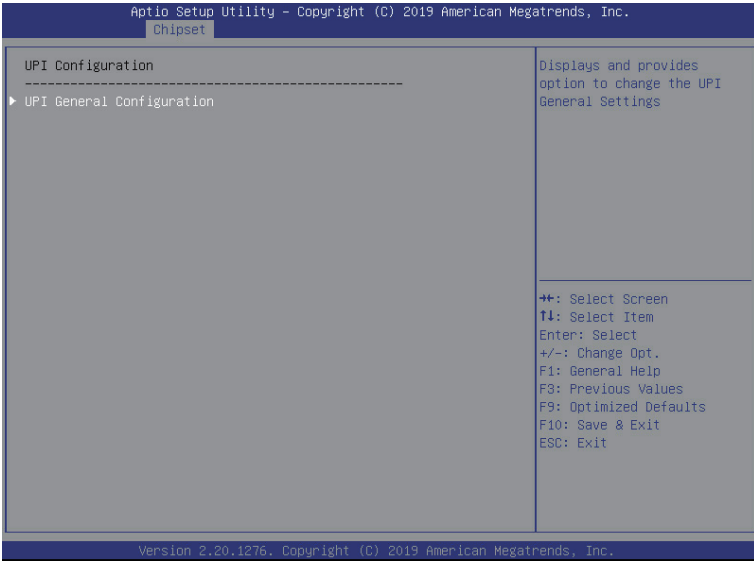 Aptio Setup Utility – Copyright (C) 2019 American Megatrends, Inc.
Chipset
UPI Configuration
------------------------------------------------
▶ UPI General Configuration
Displays and provides
option to change the UPI
General Settings
→←: Select Screen
↑↓: Select Item
Enter: Select
+/-: Change Opt.
F1: General Help
F3: Previous Values
F9: Optimized Defaults
F10: Save & Exit
ESC: Exit
Version 2.20.1276. Copyright (C) 2019 American Megatrends, Inc.